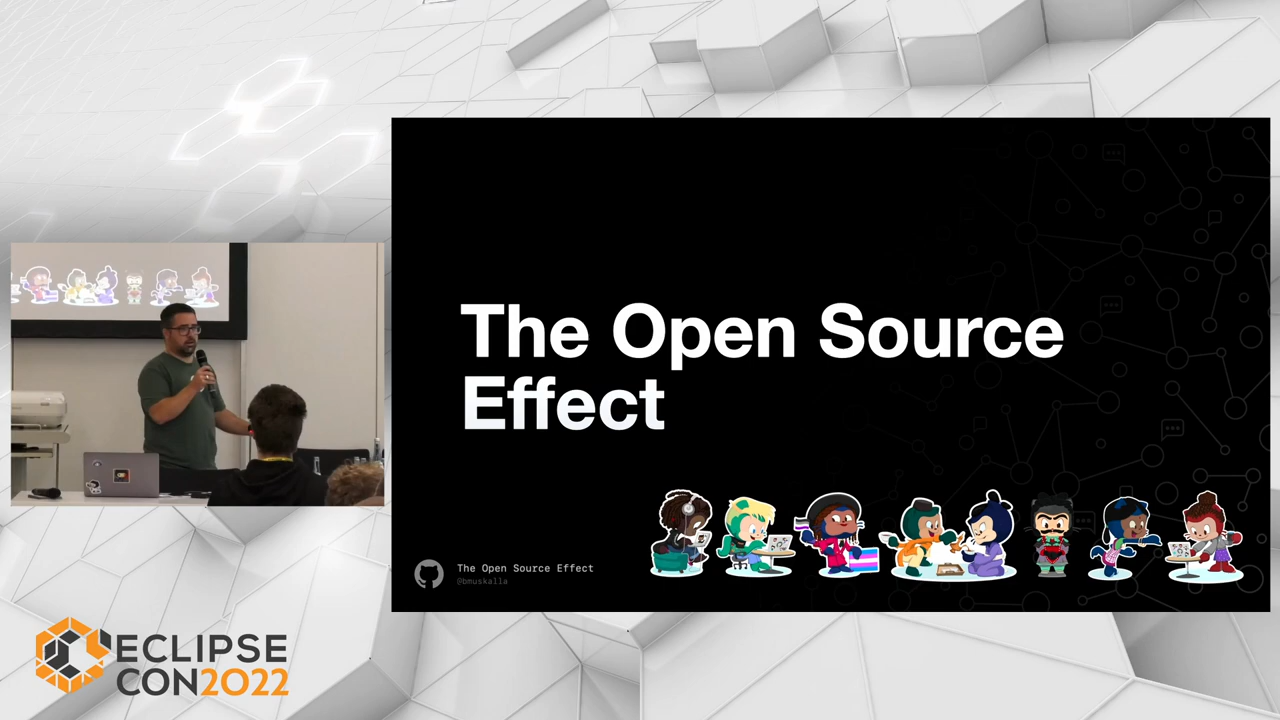 The Open Source
Effect
The Open Source Effect
@bmuskalla
ECLIPSE
CON2022